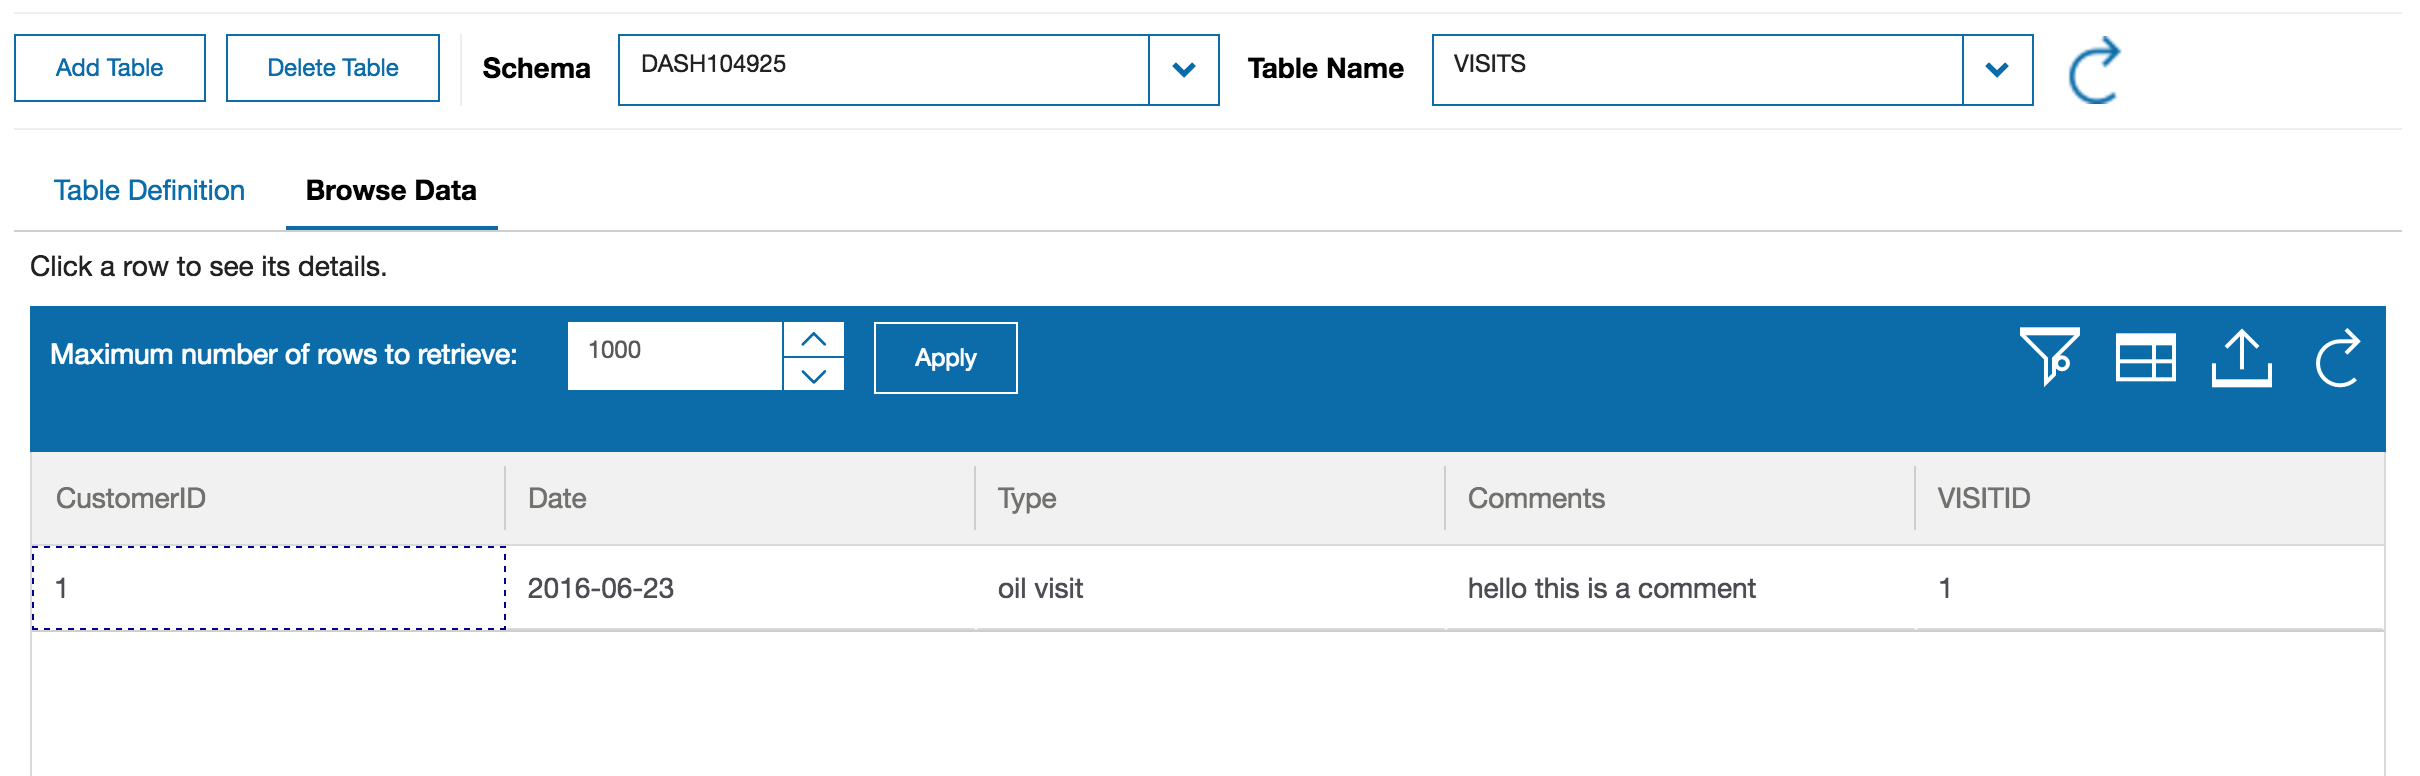 Add Table Delete Table Schema DASH104925 Table Name VISITS
Table Definition Browse Data
Click a row to see its details.
Maximum number of rows to retrieve: 1000 Apply
CustomerID Date Type Comments VISITID
1 2016-06-23 oil visit hello this is a comment 1